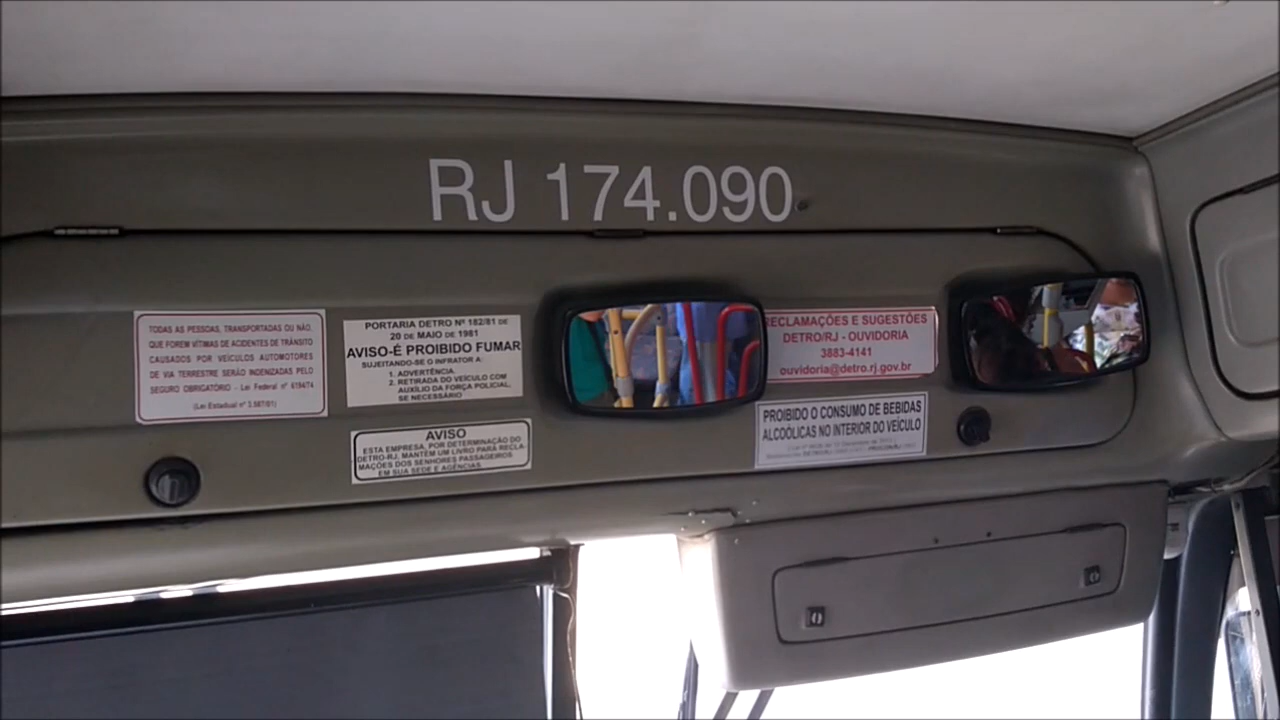 RJ 174.090
TODAS AS PESSOAS, TRANSPORTADAS OU NÃO,
QUE FOREM VÍTIMAS DE ACIDENTES DE TRÂNSITO
CAUSADOS POR VEÍCULOS AUTOMOTORES
DE VIA TERRESTRE SERÃO INDENIZADAS PELO
SEGURO OBRIGATÓRIO - Lei Federal nº 6194/74
(Lei Estadual nº 3.587/01)
PORTARIA DETRO Nº 182/81 DE
20 DE MAIO DE 1981
AVISO-É PROIBIDO FUMAR
SUJEITANDO-SE O INFRATOR A:
1. ADVERTÊNCIA.
2. RETIRADA DO VEÍCULO COM
AUXÍLIO DA FORÇA POLICIAL,
SE NECESSÁRIO
AVISO
ESTA EMPRESA, POR DETERMINAÇÃO DO
DETRO-RJ, MANTÉM UM LIVRO PARA RECLA-
MAÇÕES DOS SENHORES PASSAGEIROS
EM SUA SEDE E AGÊNCIAS.
RECLAMAÇÕES E SUGESTÕES
DETRO/RJ - OUVIDORIA
3883-4141
ouvidoria@detro.rj.gov.br
PROIBIDO O CONSUMO DE BEBIDAS
ALCOÓLICAS NO INTERIOR DO VEÍCULO